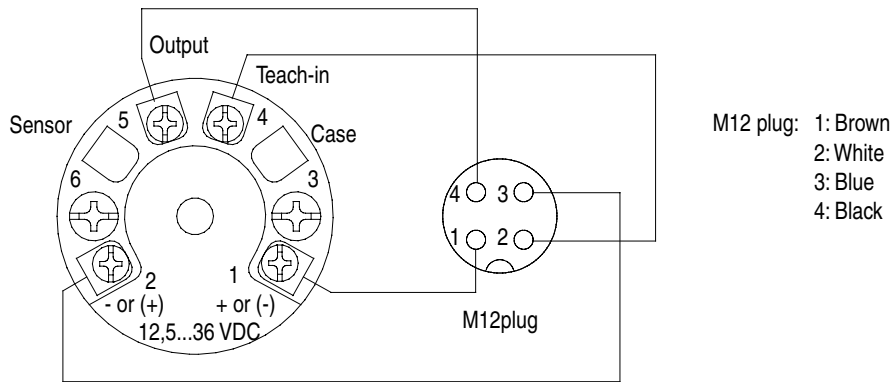 Output
Teach-in
Sensor
5
4
Case
6
3
2
1
- or (+)
+ or (-)
12,5...36 VDC
4
3
1
2
M12plug
M12 plug: 1: Brown
2: White
3: Blue
4: Black